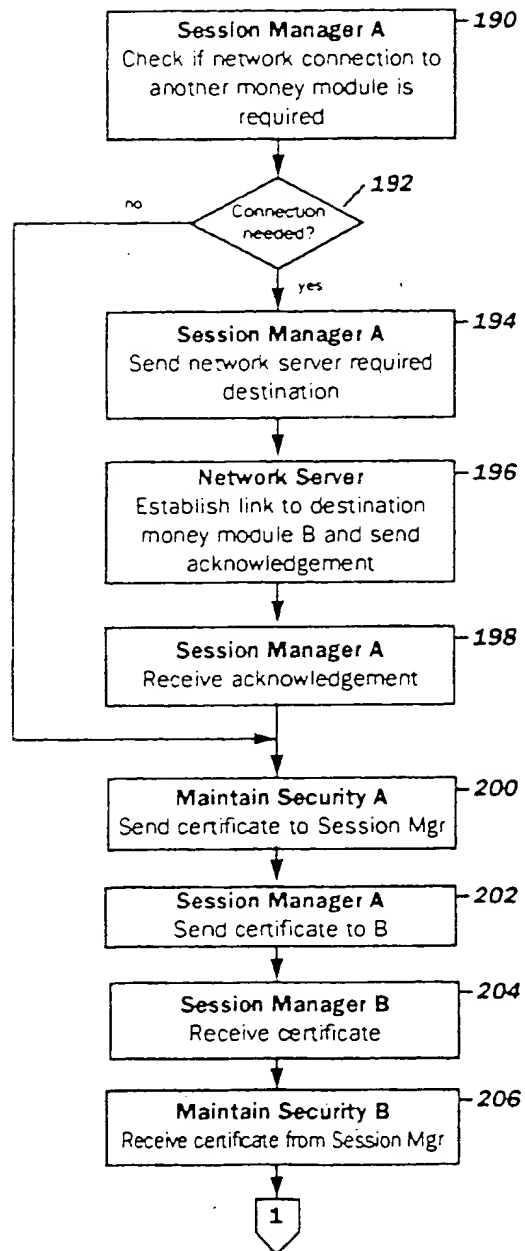 Session Manager A
190
Check if network connection to
another money module is
required
192
no
Connection
needed?
yes
Session Manager A
194
Send network server required
destination
Network Server
196
Establish link to destination
money module B and send
acknowledgement
Session Manager A
198
Receive acknowledgement
Maintain Security A
200
Send certificate to Session Mgr
Session Manager A
202
Send certificate to B
Session Manager B
204
Receive certificate
Maintain Security B
206
Receive certificate from Session Mgr
1